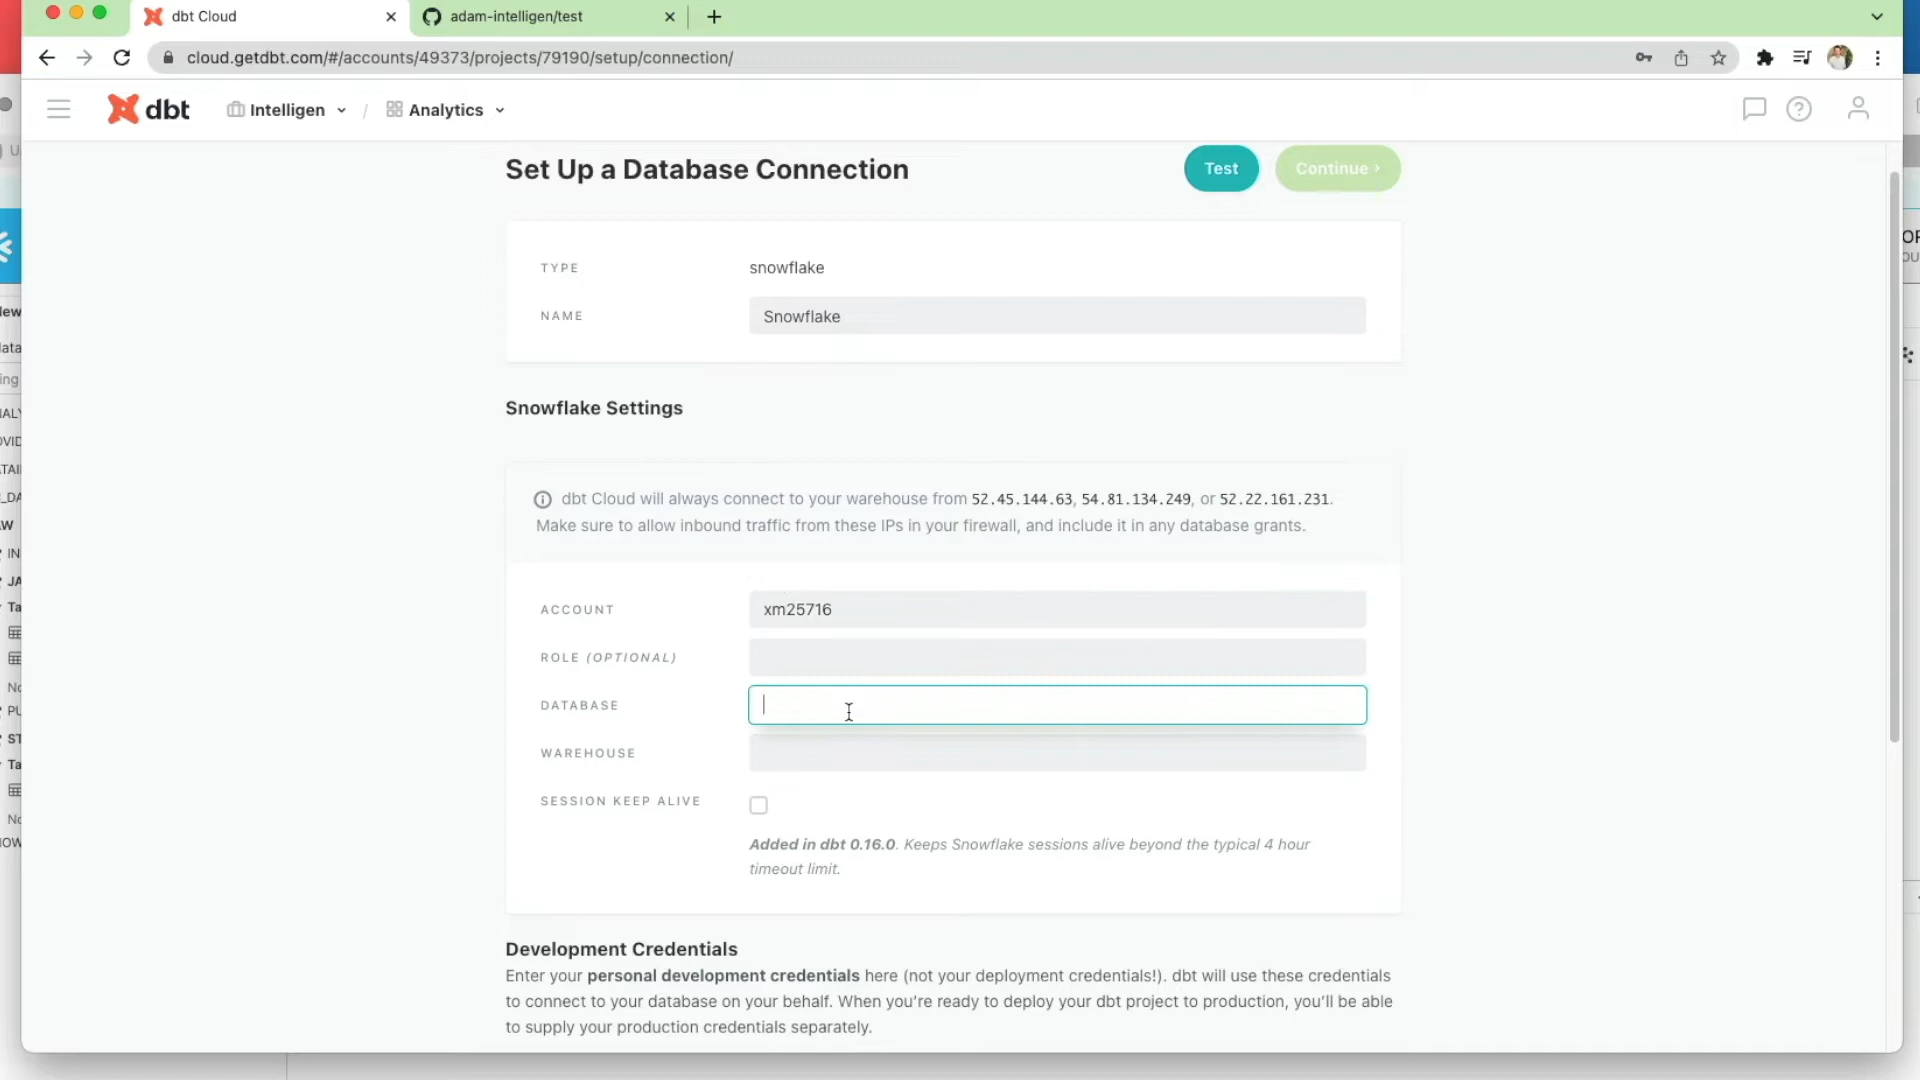 dbt Cloud
adam-intelligen/test
cloud.getdbt.com/#/accounts/49373/projects/79190/setup/connection/
dbt
Intelligen
/
Analytics
Set Up a Database Connection
Test
Continue ›
TYPE
snowflake
NAME
Snowflake
Snowflake Settings
dbt Cloud will always connect to your warehouse from 52.45.144.63, 54.81.134.249, or 52.22.161.231.
Make sure to allow inbound traffic from these IPs in your firewall, and include it in any database grants.
ACCOUNT
xm25716
ROLE (OPTIONAL)
DATABASE
WAREHOUSE
SESSION KEEP ALIVE
Added in dbt 0.16.0. Keeps Snowflake sessions alive beyond the typical 4 hour
timeout limit.
Development Credentials
Enter your personal development credentials here (not your deployment credentials!). dbt will use these credentials
to connect to your database on your behalf. When you're ready to deploy your dbt project to production, you'll be able
to supply your production credentials separately.